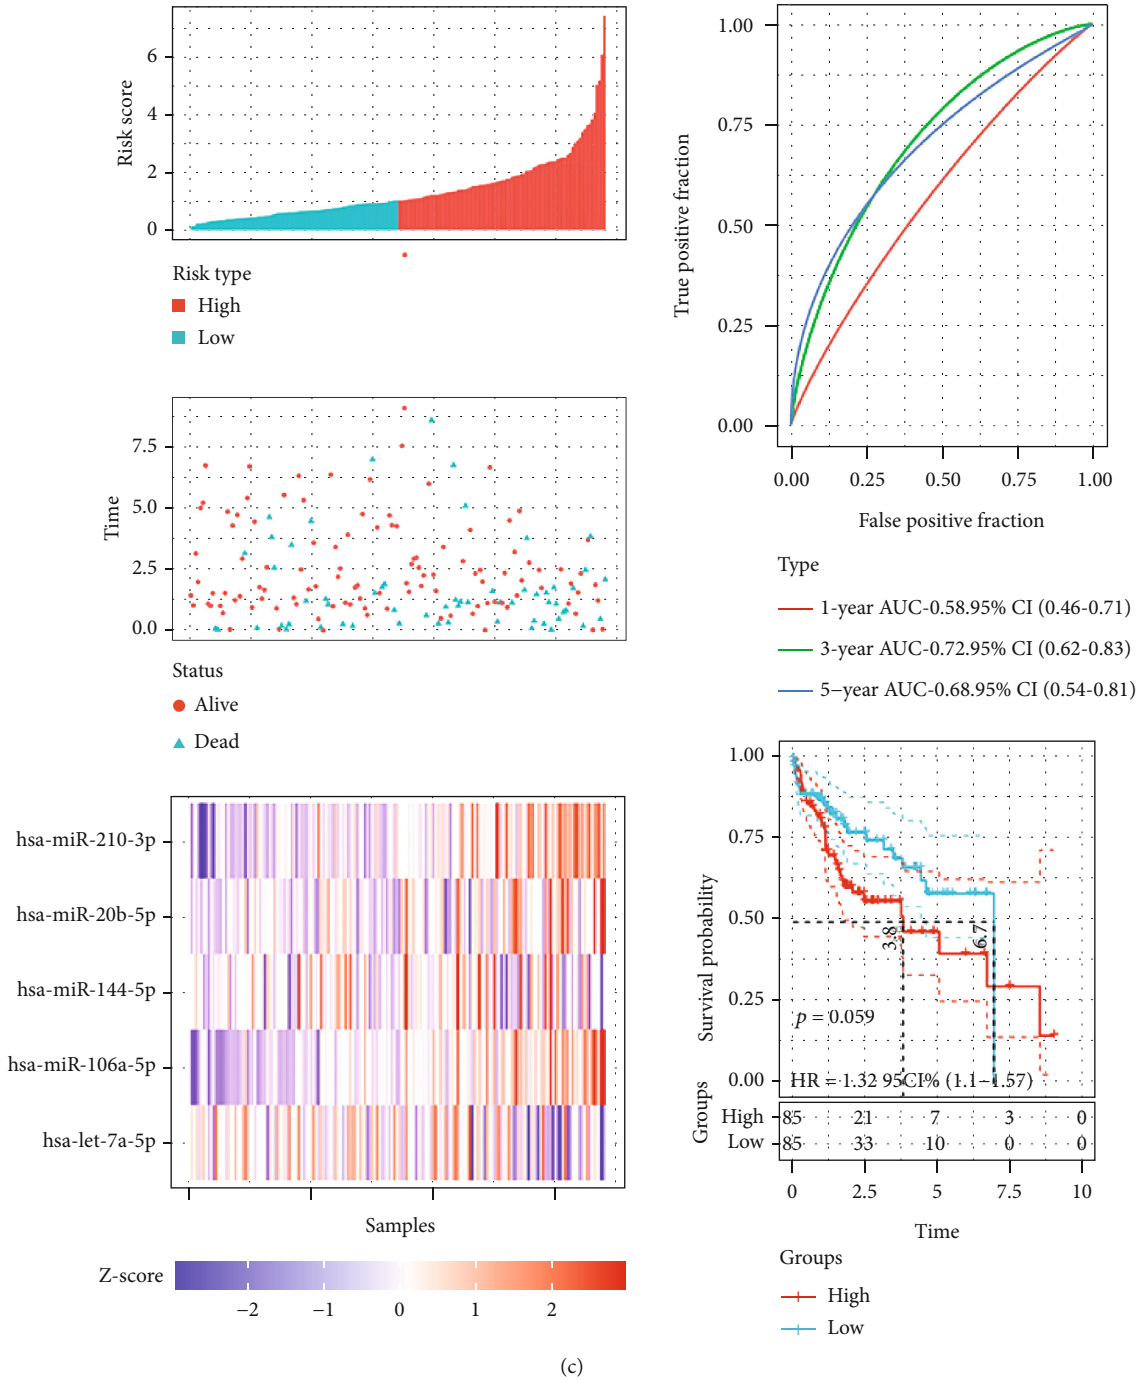 6
4
2
0
Risk score
Risk type
High
Low
7.5
5.0
2.5
0.0
Time
Status
Alive
Dead
hsa-miR-210-3p
hsa-miR-20b-5p
hsa-miR-144-5p
hsa-miR-106a-5p
hsa-let-7a-5p
Samples
Z-score
−2 −1 0 1 2
1.00
0.75
0.50
0.25
0.00
True positive fraction
0.00 0.25 0.50 0.75 1.00
False positive fraction
Type
1-year AUC-0.58.95% CI (0.46-0.71)
3-year AUC-0.72.95% CI (0.62-0.83)
5−year AUC-0.68.95% CI (0.54-0.81)
1.00
0.75
0.50
0.25
0.00
Survival probability
3.8
6.7
p = 0.059
HR = 1.32 95CI% (1.1−1.57)
Groups
High 85 21 7 3 0
Low 85 33 10 0 0
0 2.5 5 7.5 10
Time
Groups
High
Low
(c)